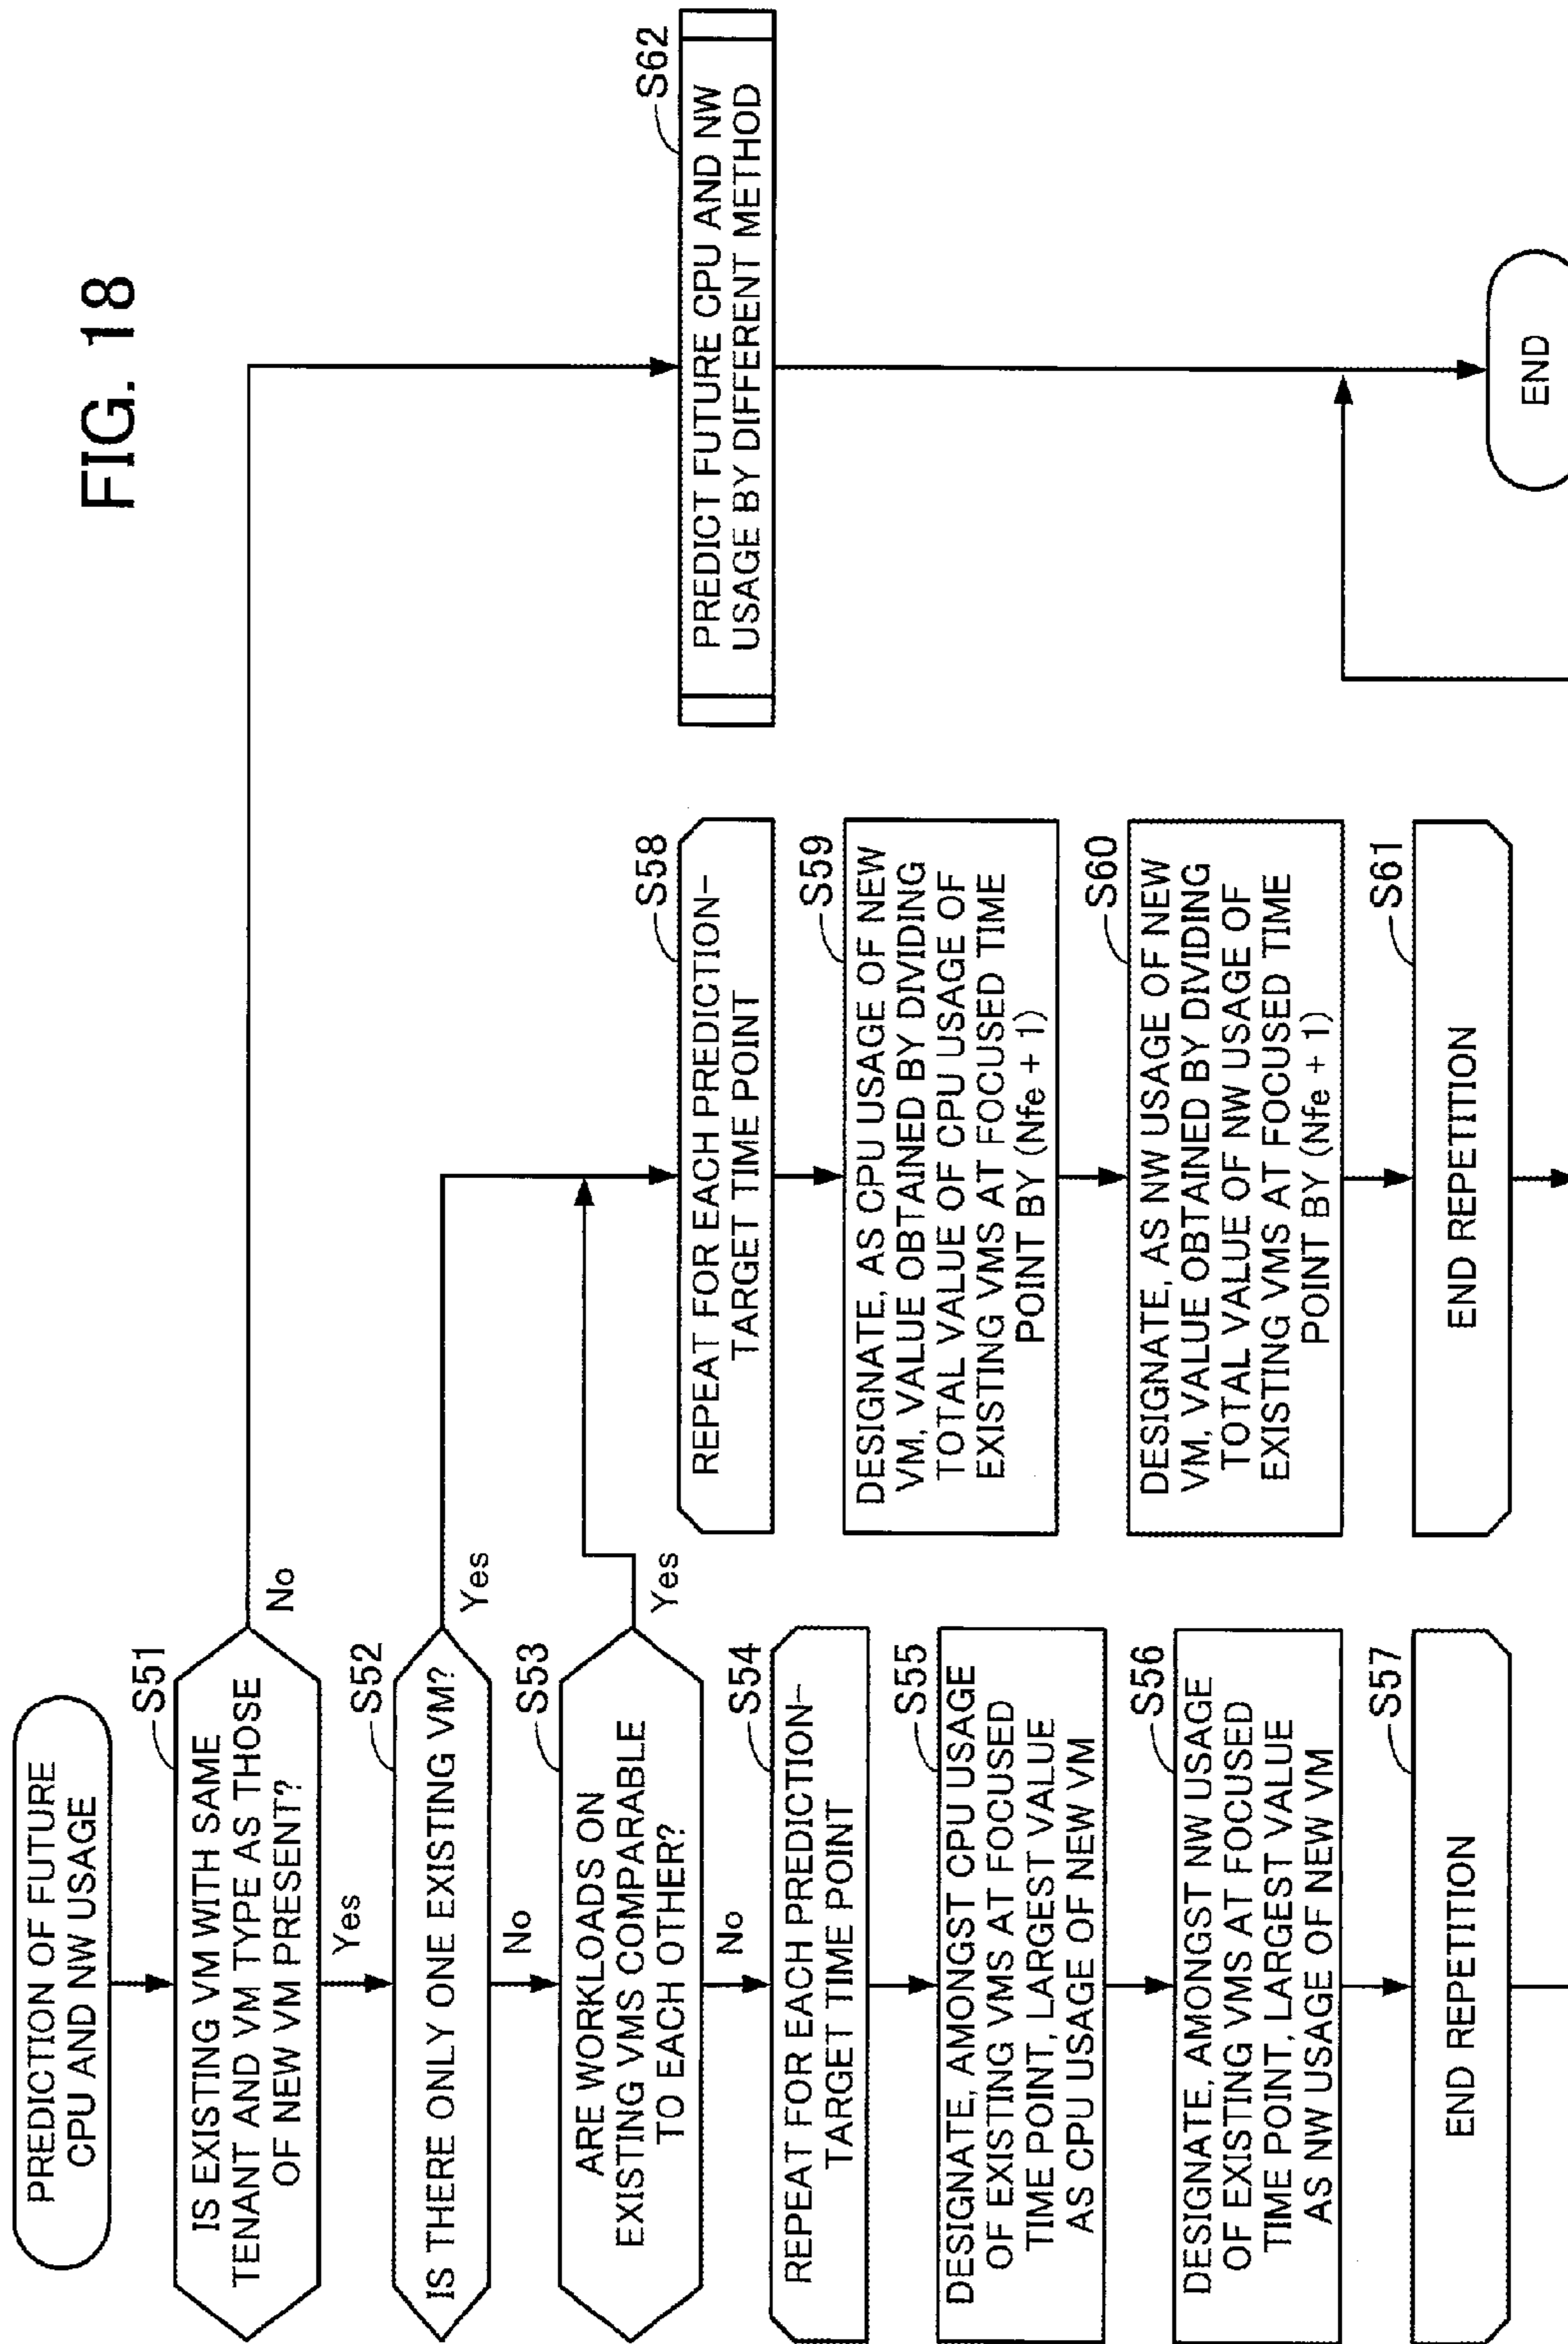 FIG. 18
PREDICTION OF FUTURE
CPU AND NW USAGE
S51
IS EXISTING VM WITH SAME
TENANT AND VM TYPE AS THOSE
OF NEW VM PRESENT?
No
Yes
S52
IS THERE ONLY ONE EXISTING VM?
Yes
No
S53
ARE WORKLOADS ON
EXISTING VMS COMPARABLE
TO EACH OTHER?
Yes
No
S54
REPEAT FOR EACH PREDICTION-
TARGET TIME POINT
S55
DESIGNATE, AMONGST CPU USAGE
OF EXISTING VMS AT FOCUSED
TIME POINT, LARGEST VALUE
AS CPU USAGE OF NEW VM
S56
DESIGNATE, AMONGST NW USAGE
OF EXISTING VMS AT FOCUSED
TIME POINT, LARGEST VALUE
AS NW USAGE OF NEW VM
S57
END REPETITION
S58
REPEAT FOR EACH PREDICTION-
TARGET TIME POINT
S59
DESIGNATE, AS CPU USAGE OF NEW
VM, VALUE OBTAINED BY DIVIDING
TOTAL VALUE OF CPU USAGE OF
EXISTING VMS AT FOCUSED TIME
POINT BY (Nfe + 1)
S60
DESIGNATE, AS NW USAGE OF NEW
VM, VALUE OBTAINED BY DIVIDING
TOTAL VALUE OF NW USAGE OF
EXISTING VMS AT FOCUSED TIME
POINT BY (Nfe + 1)
S61
END REPETITION
S62
PREDICT FUTURE CPU AND NW
USAGE BY DIFFERENT METHOD
END